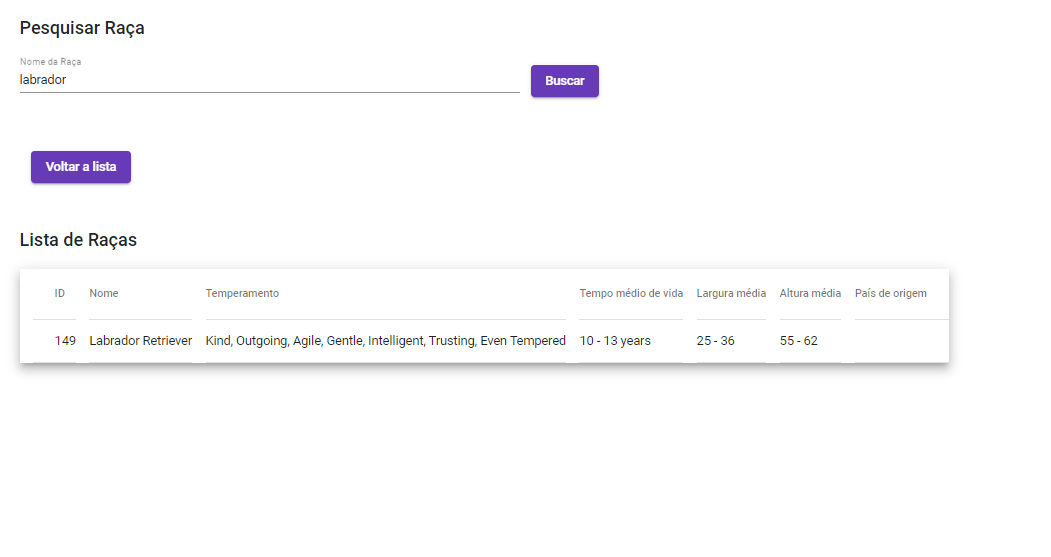 Pesquisar Raça
Nome da Raça
labrador
Buscar
Voltar a lista
Lista de Raças
ID Nome Temperamento Tempo médio de vida Largura média Altura média País de origem
149 Labrador Retriever Kind, Outgoing, Agile, Gentle, Intelligent, Trusting, Even Tempered 10 - 13 years 25 - 36 55 - 62